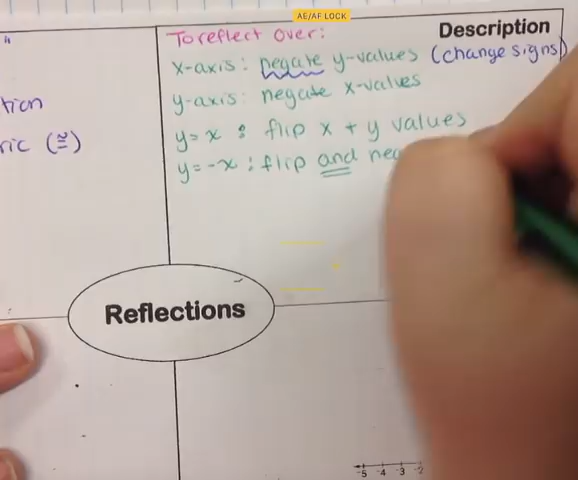 AE/AF LOCK
Description
To reflect over:
x-axis: negate y-values (change signs)
y-axis: negate x-values
y=x : flip x + y values
y=-x : flip and neg
tion
ric (≅)
Reflections
-5 -4 -3 -2